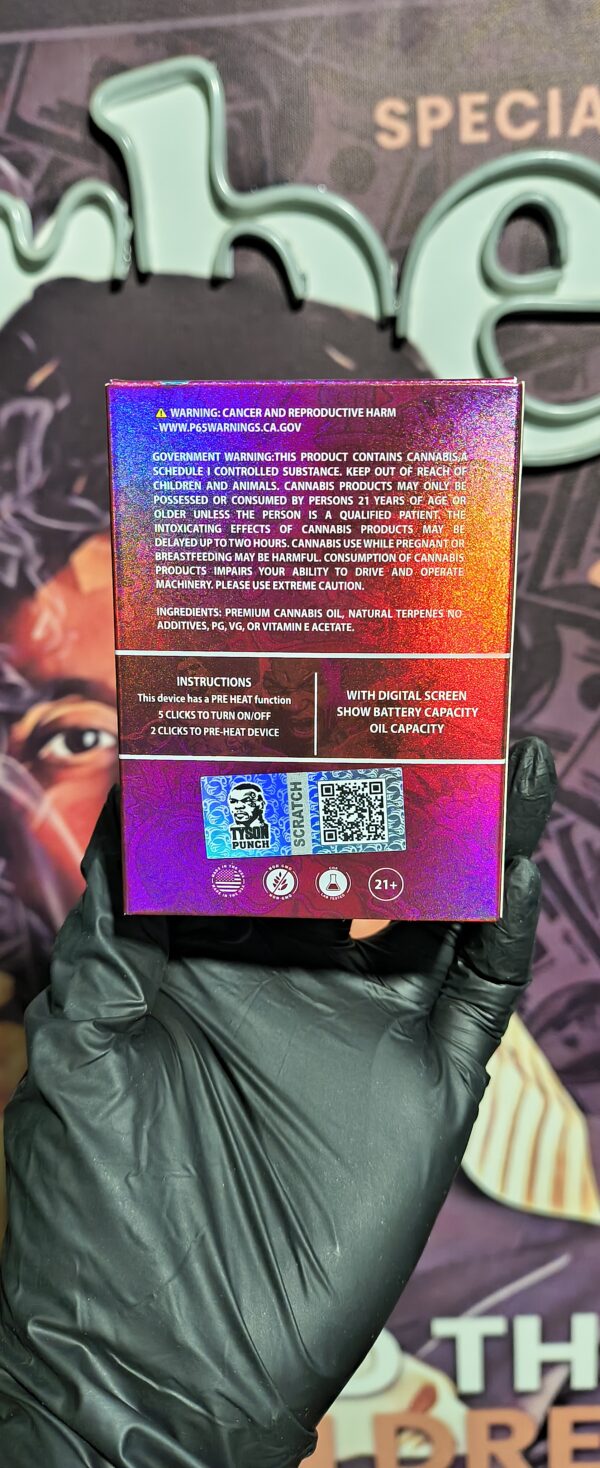 SPECIA
he
⚠ WARNING: CANCER AND REPRODUCTIVE HARM
-WWW.P65WARNINGS.CA.GOV
GOVERNMENT WARNING:THIS PRODUCT CONTAINS CANNABIS,A
SCHEDULE I CONTROLLED SUBSTANCE. KEEP OUT OF REACH OF
CHILDREN AND ANIMALS. CANNABIS PRODUCTS MAY ONLY BE
POSSESSED OR CONSUMED BY PERSONS 21 YEARS OF AGE OR
OLDER UNLESS THE PERSON IS A QUALIFIED PATIENT. THE
INTOXICATING EFFECTS OF CANNABIS PRODUCTS MAY BE
DELAYED UP TO TWO HOURS. CANNABIS USE WHILE PREGNANT OR
BREASTFEEDING MAY BE HARMFUL. CONSUMPTION OF CANNABIS
PRODUCTS IMPAIRS YOUR ABILITY TO DRIVE AND OPERATE
MACHINERY. PLEASE USE EXTREME CAUTION.
INGREDIENTS: PREMIUM CANNABIS OIL, NATURAL TERPENES NO
ADDITIVES, PG, VG, OR VITAMIN E ACETATE.
INSTRUCTIONS
This device has a PRE HEAT function
5 CLICKS TO TURN ON/OFF
2 CLICKS TO PRE-HEAT DEVICE
WITH DIGITAL SCREEN
SHOW BATTERY CAPACITY
OIL CAPACITY
TYSON
PUNCH
SCRATCH
21+
TH
DRE